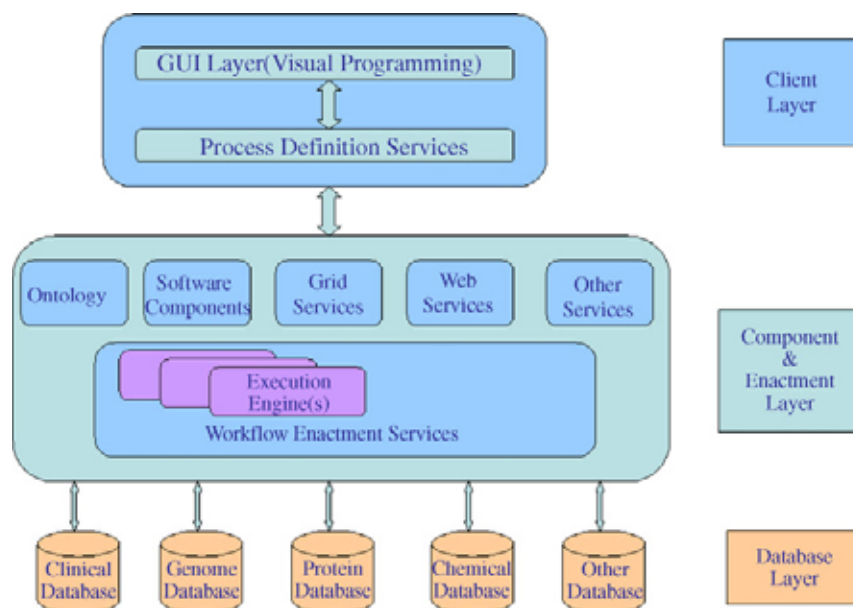 GUI Layer(Visual Programming)
Process Definition Services
Client
Layer
Ontology
Software
Components
Grid
Services
Web
Services
Other
Services
Execution
Engine(s)
Workflow Enactment Services
Component
&
Enactment
Layer
Clinical
Database
Genome
Database
Protein
Database
Chemical
Database
Other
Database
Database
Layer